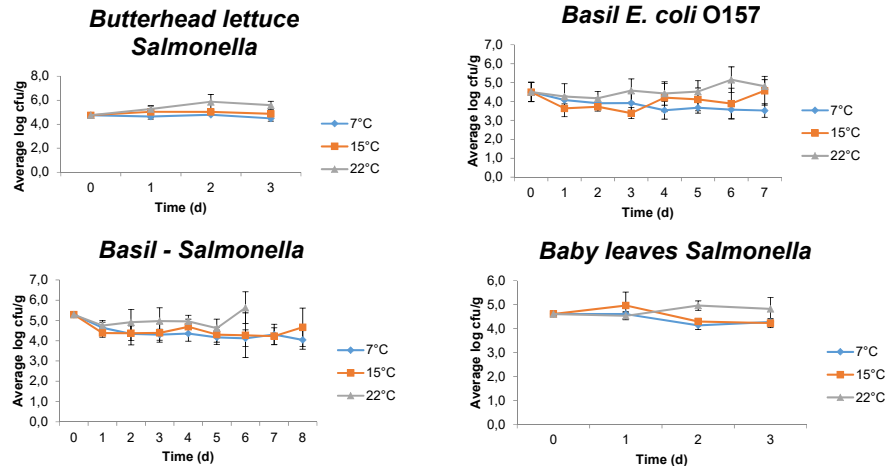 Butterhead lettuce
Salmonella
Average log cfu/g
8,0
6,0
4,0
2,0
0,0
0 1 2 3
Time (d)
7°C
15°C
22°C
Basil E. coli O157
Average log cfu/g
7,0
6,0
5,0
4,0
3,0
2,0
1,0
0,0
0 1 2 3 4 5 6 7
Time (d)
7°C
15°C
22°C
Basil - Salmonella
Average log cfu/g
7,0
6,0
5,0
4,0
3,0
2,0
1,0
0,0
0 1 2 3 4 5 6 7 8
Time (d)
7°C
15°C
22°C
Baby leaves Salmonella
Average log cfu/g
6,0
5,0
4,0
3,0
2,0
1,0
0,0
0 1 2 3
Time (d)
7°C
15°C
22°C